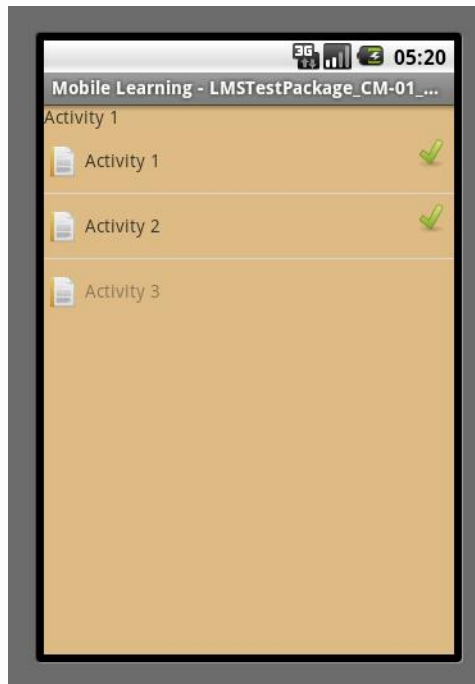 3G 05:20
Mobile Learning - LMSTestPackage_CM-01_...
Activity 1
Activity 1
Activity 2
Activity 3